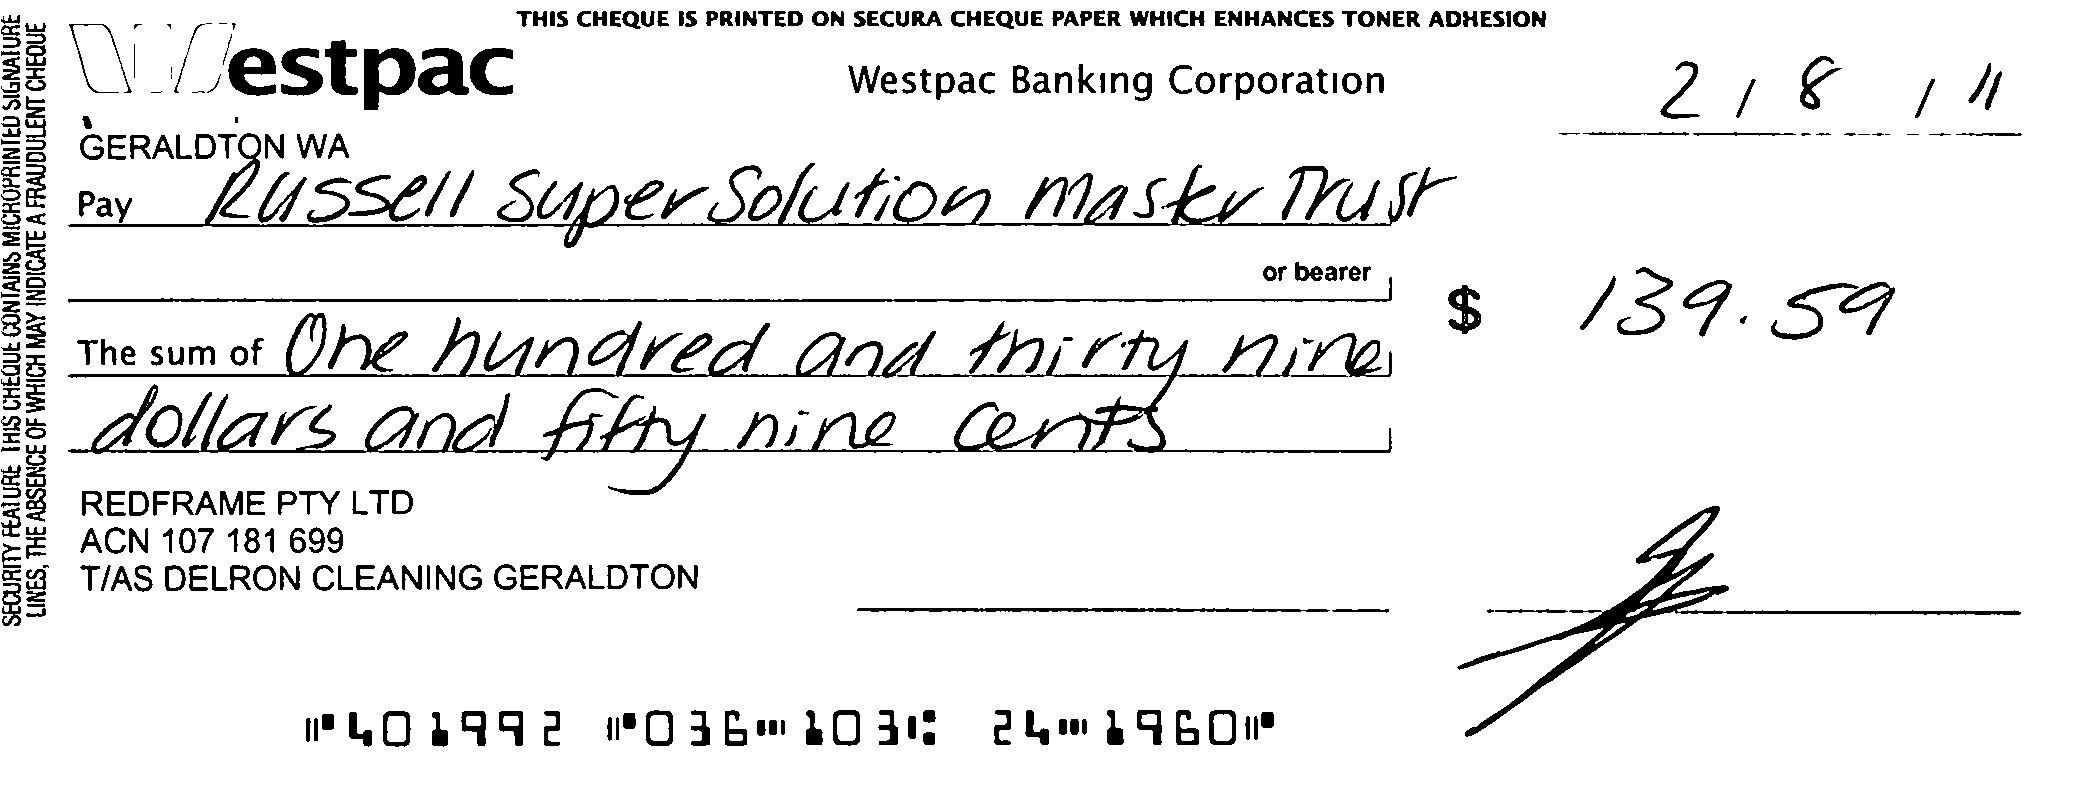 THIS CHEQUE IS PRINTED ON SECURA CHEQUE PAPER WHICH ENHANCES TONER ADHESION
Westpac
Westpac Banking Corporation
2 / 8 / 11
GERALDTON WA
Pay Russell SuperSolution Master Trust
or bearer
$ 139.59
The sum of One hundred and thirty nine
dollars and fifty nine cents
REDFRAME PTY LTD
ACN 107 181 699
T/AS DELRON CLEANING GERALDTON
⑈401992 ⑈036⑉103⑆ 24⑉1960⑈
SECURITY FEATURE THIS CHEQUE CONTAINS MICROPRINTED SIGNATURE
LINES, THE ABSENCE OF WHICH MAY INDICATE A FRAUDULENT CHEQUE